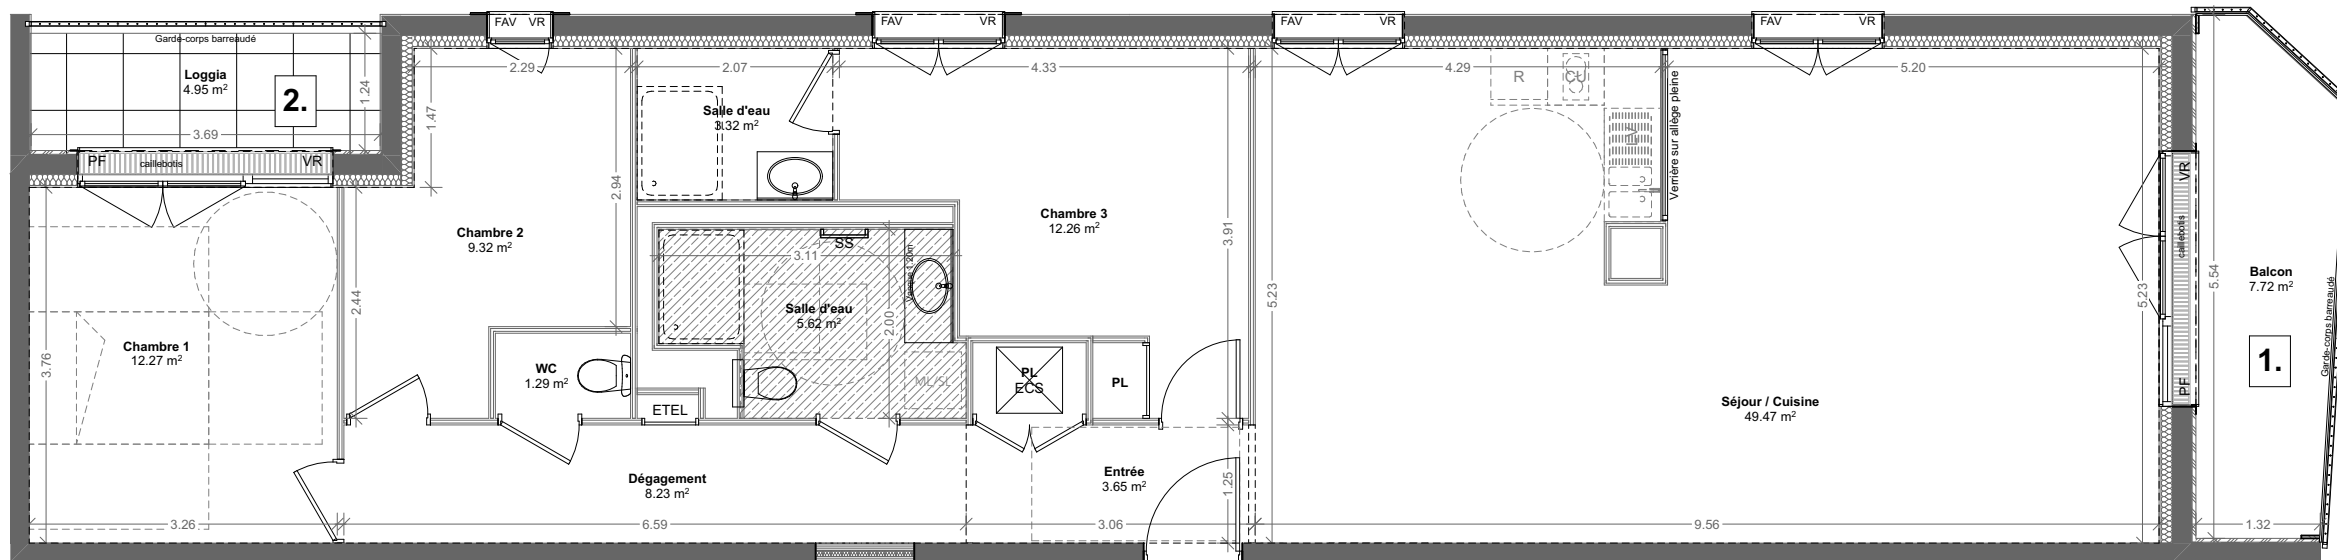 FAV VR
FAV VR
FAV VR
FAV VR
Garde-corps barreaudé
Loggia
4.95 m²
2.
1.24
3.69
PF
caillebotis
VR
2.29
2.07
4.33
4.29
5.20
1.47
2.94
Salle d'eau
3.32 m²
R
CU
LV
Verrière sur allège pleine
Chambre 2
9.32 m²
Chambre 3
12.26 m²
3.91
SS
3.11
Vasque 1.20m
Salle d'eau
5.62 m²
2.00
2.44
Chambre 1
12.27 m²
3.76
WC
1.29 m²
ETEL
ML/SL
PL
ECS
PL
5.23
5.23
VR
caillebotis
PF
5.54
Balcon
7.72 m²
1.
Garde-corps barreaudé
Séjour / Cuisine
49.47 m²
Dégagement
8.23 m²
Entrée
3.65 m²
1.25
3.26
6.59
3.06
9.56
1.32